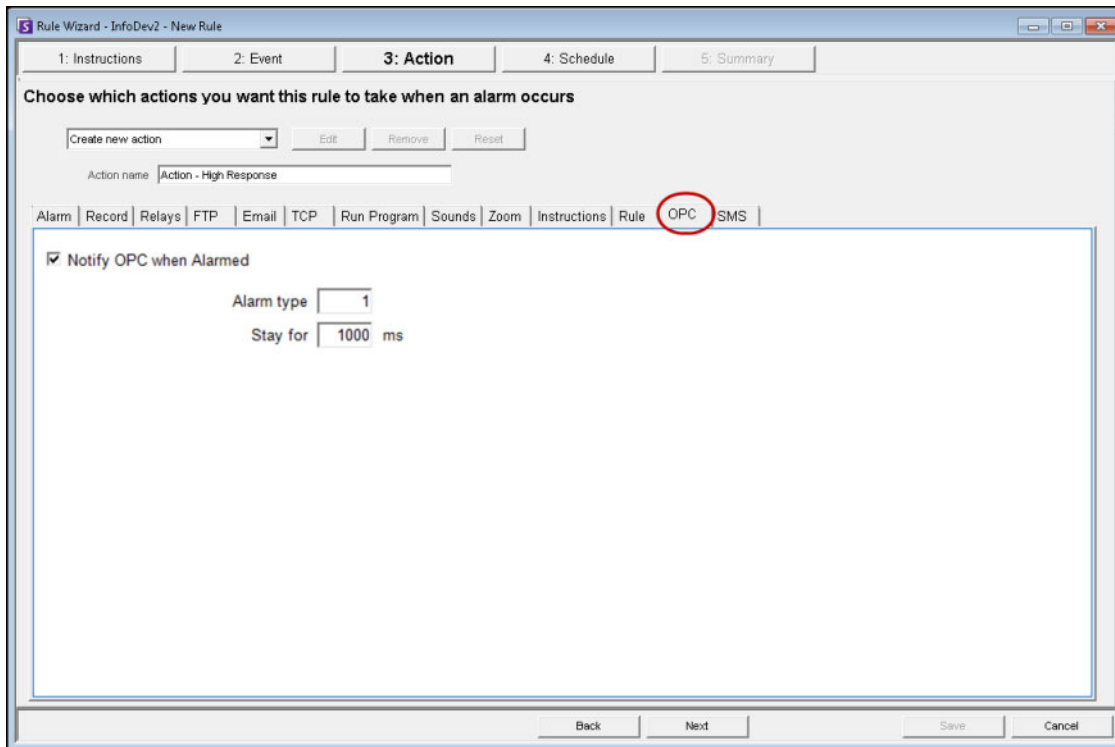 Rule Wizard - InfoDev2 - New Rule
1: Instructions 2: Event 3: Action 4: Schedule 5: Summary
Choose which actions you want this rule to take when an alarm occurs
Create new action Edit Remove Reset
Action name Action - High Response
Alarm Record Relays FTP Email TCP Run Program Sounds Zoom Instructions Rule OPC SMS
Notify OPC when Alarmed
Alarm type 1
Stay for 1000 ms
Back Next Save Cancel